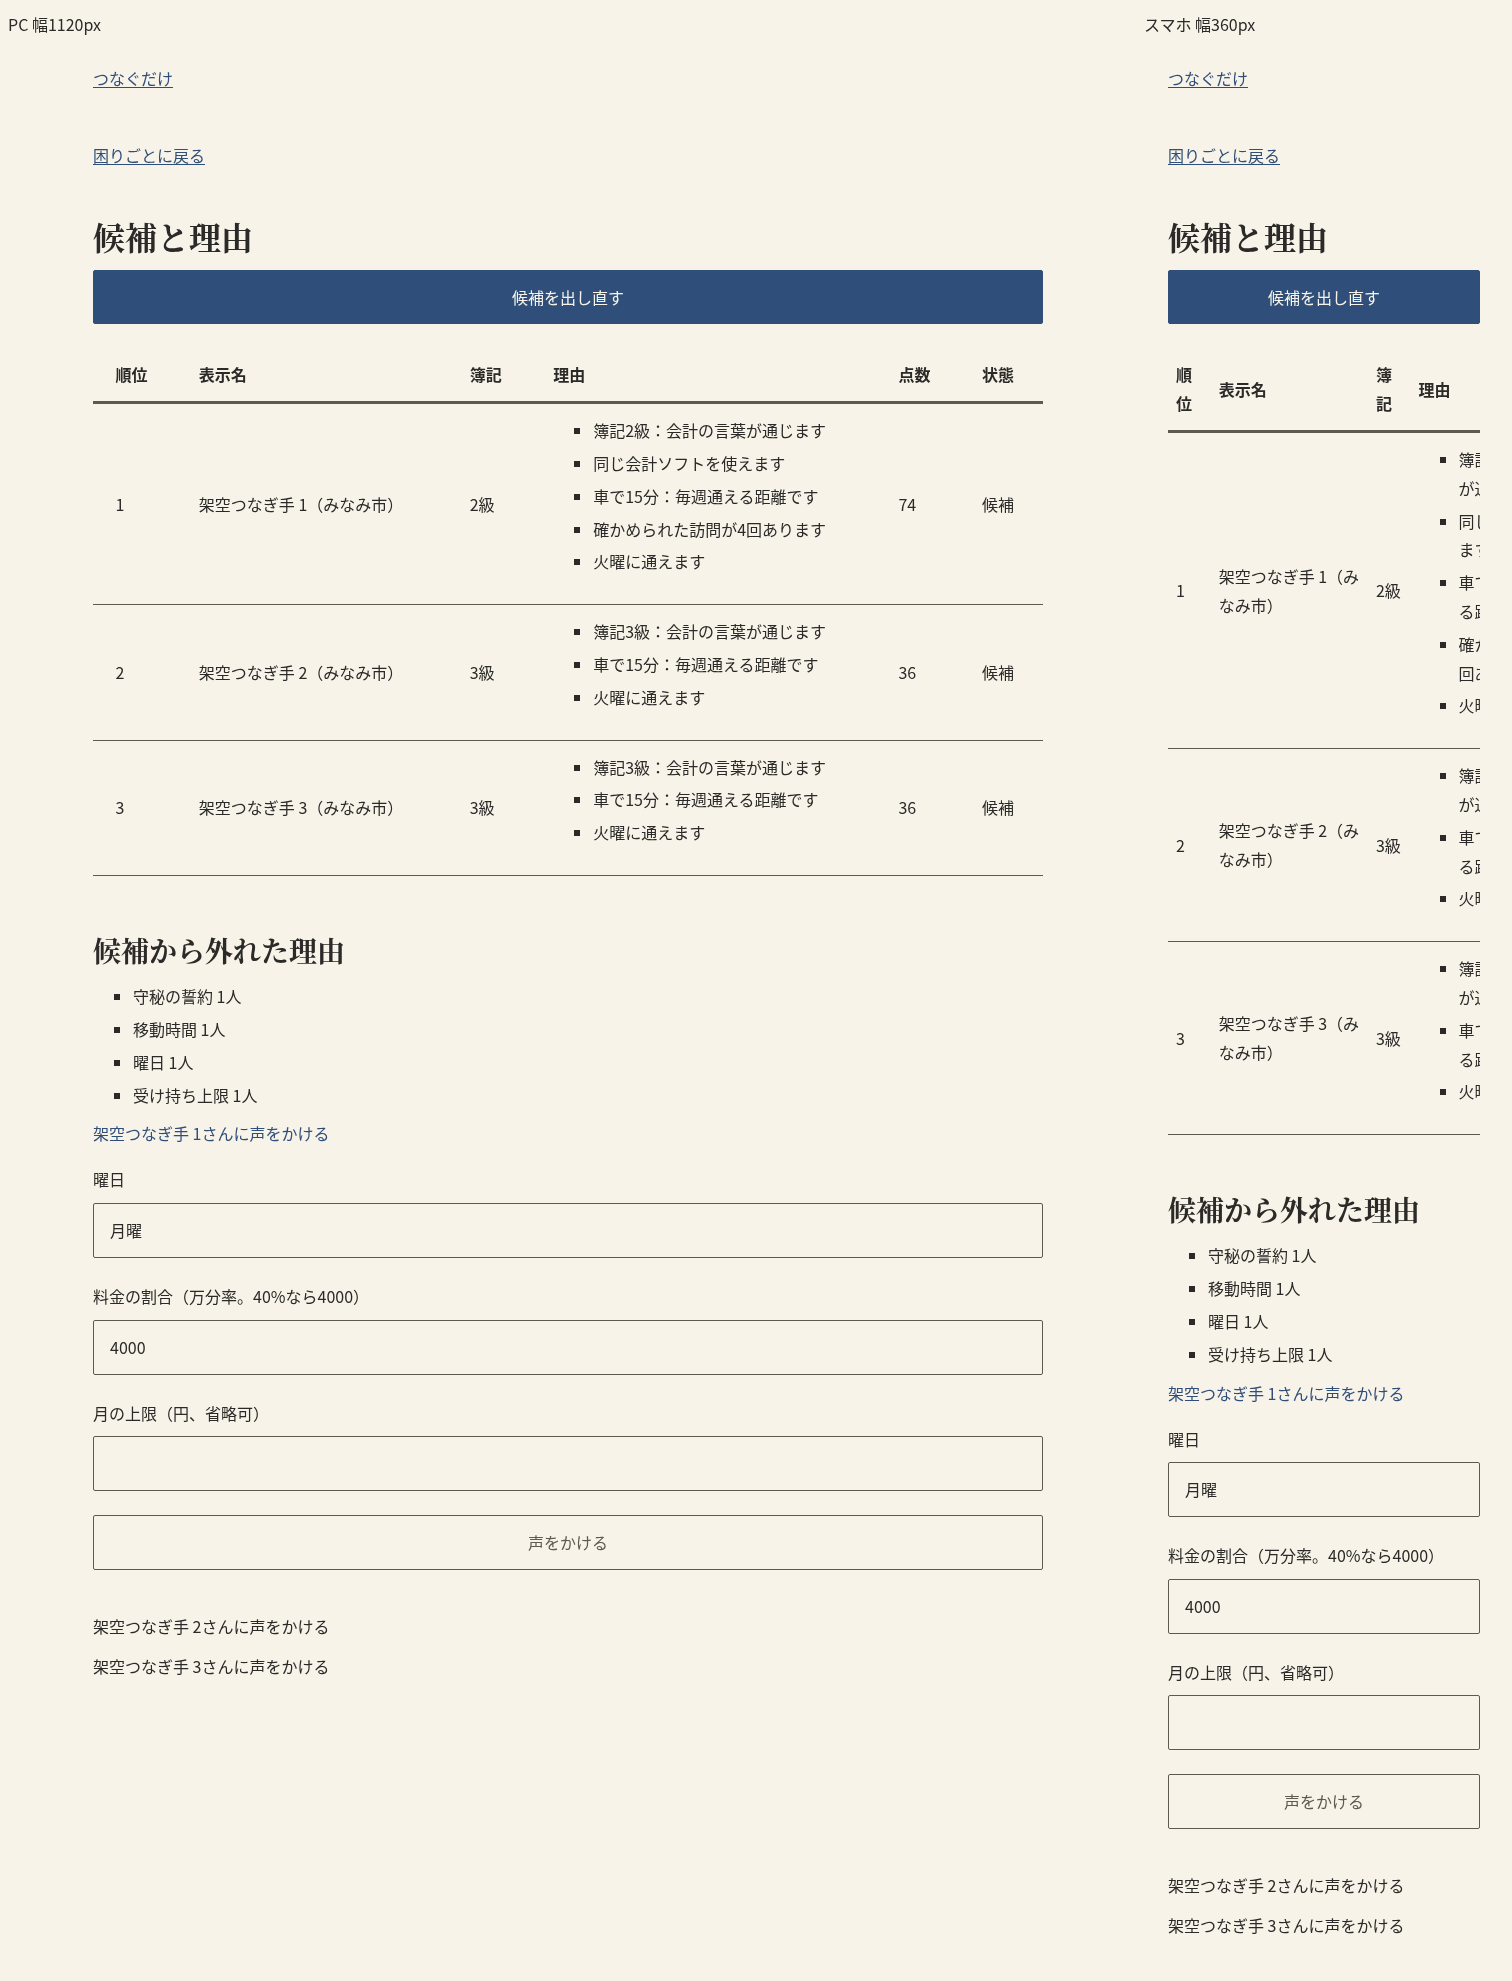 PC 幅1120px
つなぐだけ
困りごとに戻る
候補と理由
候補を出し直す
順位 表示名 簿記 理由 点数 状態
1 架空つなぎ手 1（みなみ市） 2級
簿記2級：会計の言葉が通じます
同じ会計ソフトを使えます
車で15分：毎週通える距離です
確かめられた訪問が4回あります
火曜に通えます
74 候補
2 架空つなぎ手 2（みなみ市） 3級
簿記3級：会計の言葉が通じます
車で15分：毎週通える距離です
火曜に通えます
36 候補
3 架空つなぎ手 3（みなみ市） 3級
簿記3級：会計の言葉が通じます
車で15分：毎週通える距離です
火曜に通えます
36 候補
候補から外れた理由
守秘の誓約 1人
移動時間 1人
曜日 1人
受け持ち上限 1人
架空つなぎ手 1さんに声をかける
曜日
月曜
料金の割合（万分率。40%なら4000）
4000
月の上限（円、省略可）
声をかける
架空つなぎ手 2さんに声をかける
架空つなぎ手 3さんに声をかける
スマホ 幅360px
つなぐだけ
困りごとに戻る
候補と理由
候補を出し直す
順
位
表示名
簿
記
理由
1
架空つなぎ手 1（み
なみ市）
2級
簿
が
同
ま
車
る
確
回
火
2
架空つなぎ手 2（み
なみ市）
3級
簿
が
車
る
火
3
架空つなぎ手 3（み
なみ市）
3級
簿
が
車
る
火
候補から外れた理由
守秘の誓約 1人
移動時間 1人
曜日 1人
受け持ち上限 1人
架空つなぎ手 1さんに声をかける
曜日
月曜
料金の割合（万分率。40%なら4000）
4000
月の上限（円、省略可）
声をかける
架空つなぎ手 2さんに声をかける
架空つなぎ手 3さんに声をかける